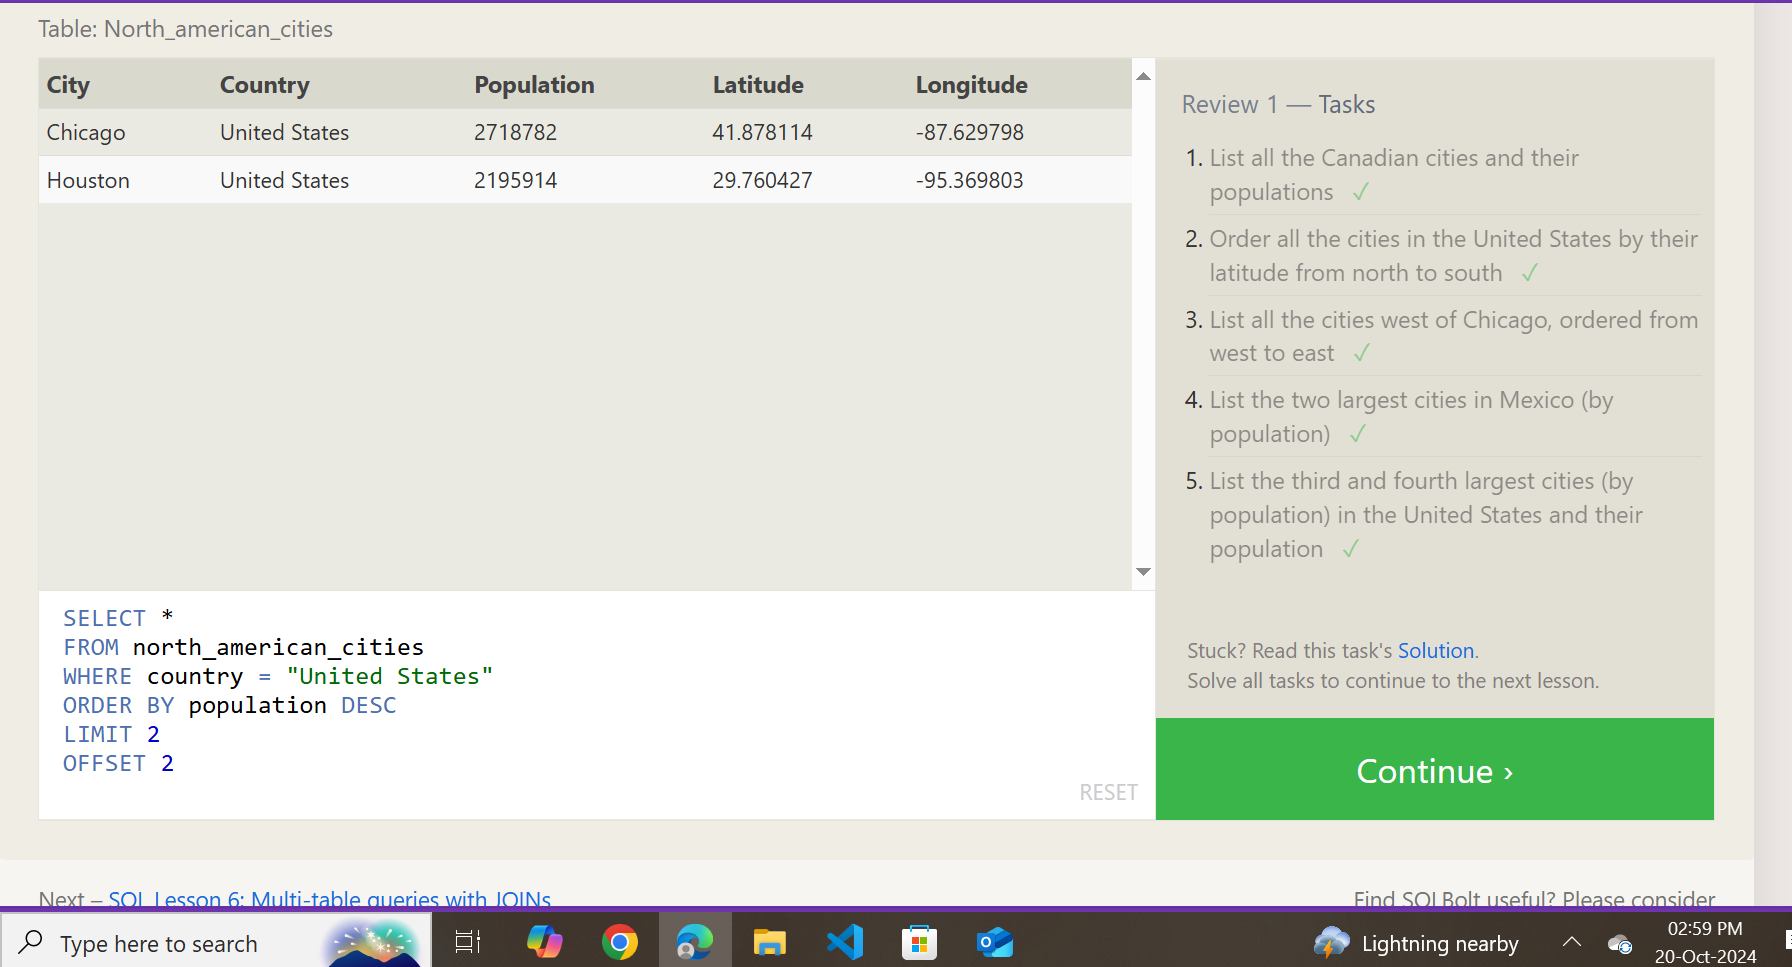 Table: North_american_cities
City Country Population Latitude Longitude
Chicago United States 2718782 41.878114 -87.629798
Houston United States 2195914 29.760427 -95.369803
Review 1 — Tasks
1. List all the Canadian cities and their
populations ✓
2. Order all the cities in the United States by their
latitude from north to south ✓
3. List all the cities west of Chicago, ordered from
west to east ✓
4. List the two largest cities in Mexico (by
population) ✓
5. List the third and fourth largest cities (by
population) in the United States and their
population ✓
Stuck? Read this task's Solution.
Solve all tasks to continue to the next lesson.
Continue ›
SELECT *
FROM north_american_cities
WHERE country = "United States"
ORDER BY population DESC
LIMIT 2
OFFSET 2
RESET
Next – SQL Lesson 6: Multi-table queries with JOINs
Find SQLBolt useful? Please consider
Type here to search
Lightning nearby
02:59 PM
20-Oct-2024